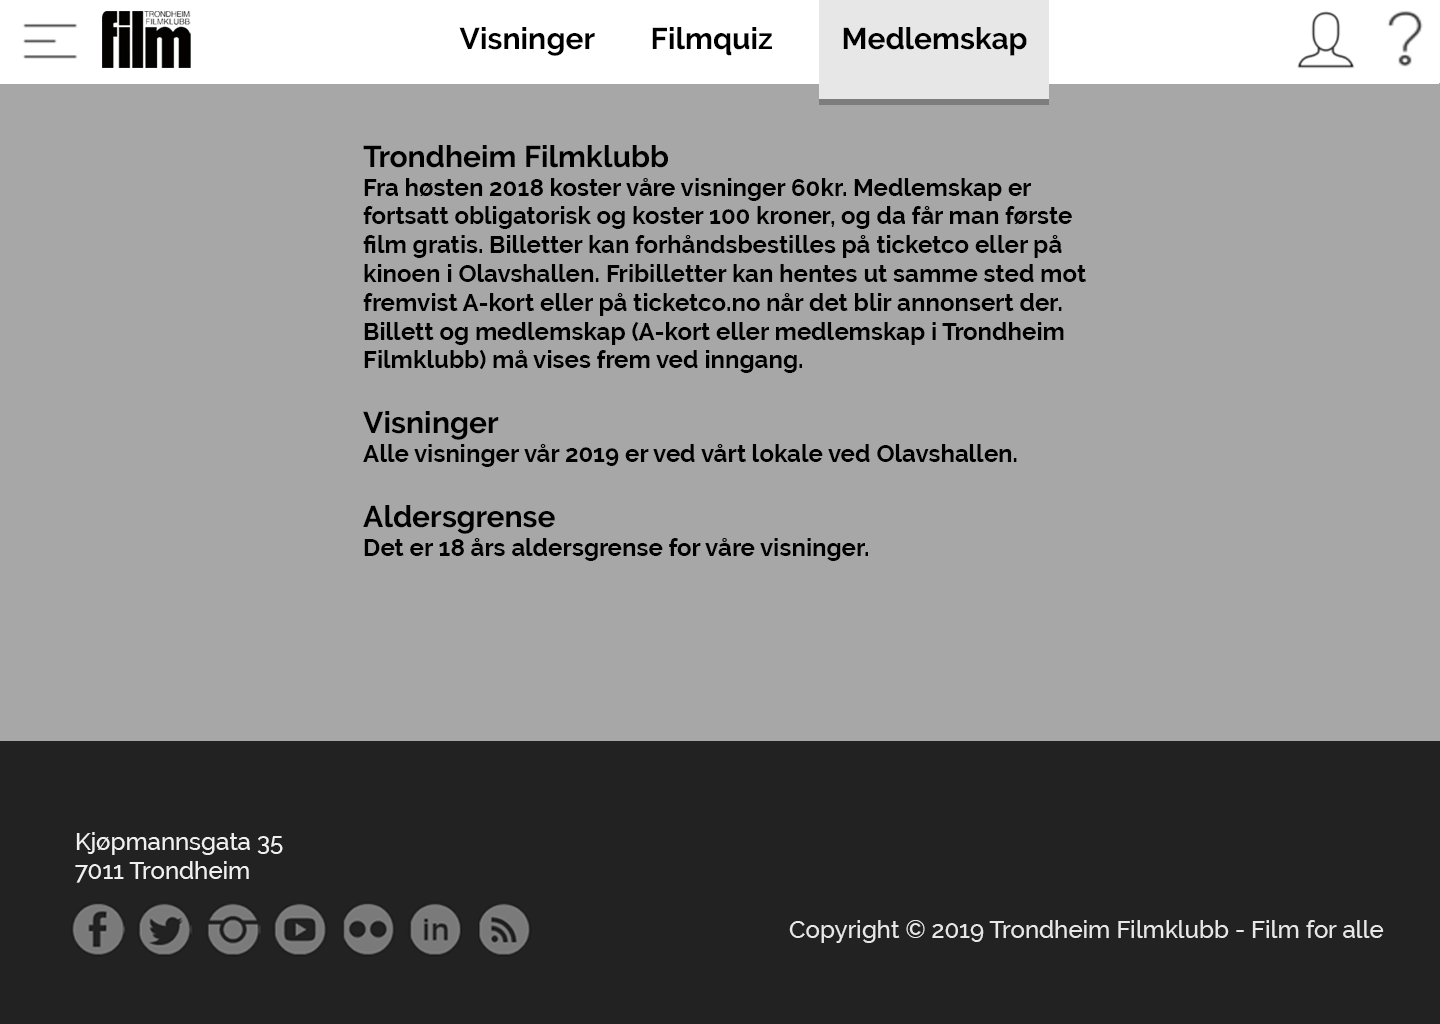 TRONDHEIM
FILMKLUBB
film
Visninger Filmquiz Medlemskap
Trondheim Filmklubb
Fra høsten 2018 koster våre visninger 60kr. Medlemskap er
fortsatt obligatorisk og koster 100 kroner, og da får man første
film gratis. Billetter kan forhåndsbestilles på ticketco eller på
kinoen i Olavshallen. Fribilletter kan hentes ut samme sted mot
fremvist A-kort eller på ticketco.no når det blir annonsert der.
Billett og medlemskap (A-kort eller medlemskap i Trondheim
Filmklubb) må vises frem ved inngang.
Visninger
Alle visninger vår 2019 er ved vårt lokale ved Olavshallen.
Aldersgrense
Det er 18 års aldersgrense for våre visninger.
Kjøpmannsgata 35
7011 Trondheim
in
Copyright © 2019 Trondheim Filmklubb - Film for alle